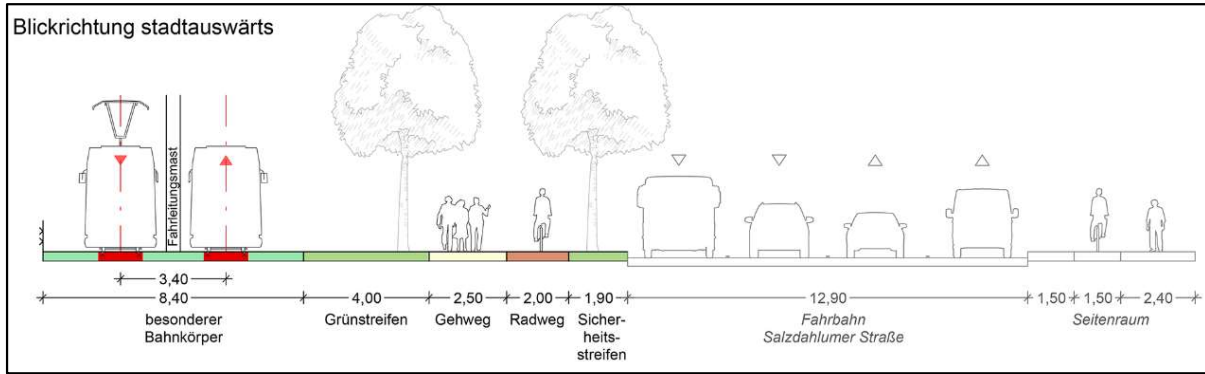 Blickrichtung stadtauswärts
Fahrleitungsmast
3,40
8,40
4,00
2,50
2,00
1,90
12,90
1,50
1,50
2,40
besonderer
Bahnkörper
Grünstreifen
Gehweg
Radweg
Sicher-
heits-
streifen
Fahrbahn
Salzdahlumer Straße
Seitenraum